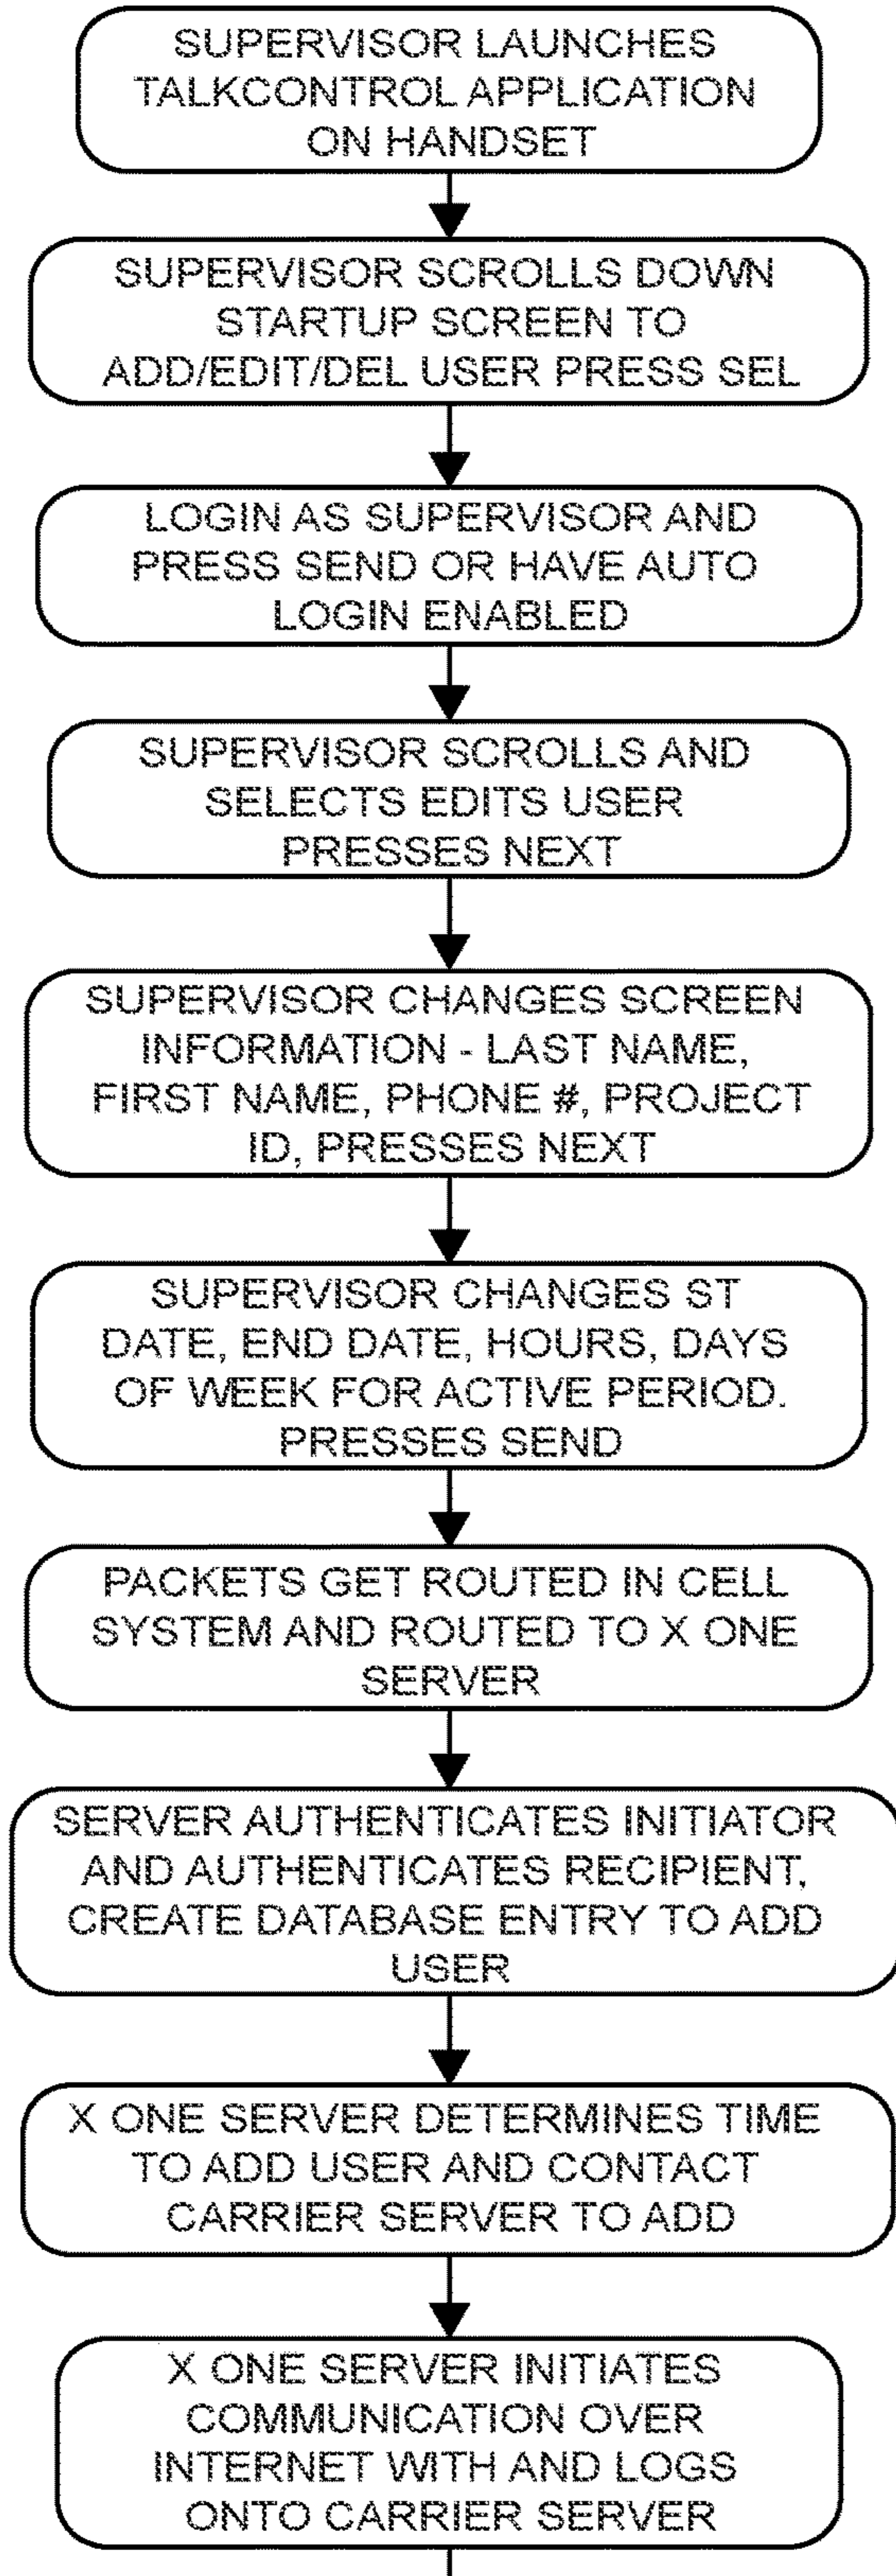 SUPERVISOR LAUNCHES
TALKCONTROL APPLICATION
ON HANDSET
SUPERVISOR SCROLLS DOWN
STARTUP SCREEN TO
ADD/EDIT/DEL USER PRESS SEL
LOGIN AS SUPERVISOR AND
PRESS SEND OR HAVE AUTO
LOGIN ENABLED
SUPERVISOR SCROLLS AND
SELECTS EDITS USER
PRESSES NEXT
SUPERVISOR CHANGES SCREEN
INFORMATION - LAST NAME,
FIRST NAME, PHONE #, PROJECT
ID, PRESSES NEXT
SUPERVISOR CHANGES ST
DATE, END DATE, HOURS, DAYS
OF WEEK FOR ACTIVE PERIOD.
PRESSES SEND
PACKETS GET ROUTED IN CELL
SYSTEM AND ROUTED TO X ONE
SERVER
SERVER AUTHENTICATES INITIATOR
AND AUTHENTICATES RECIPIENT,
CREATE DATABASE ENTRY TO ADD
USER
X ONE SERVER DETERMINES TIME
TO ADD USER AND CONTACT
CARRIER SERVER TO ADD
X ONE SERVER INITIATES
COMMUNICATION OVER
INTERNET WITH AND LOGS
ONTO CARRIER SERVER